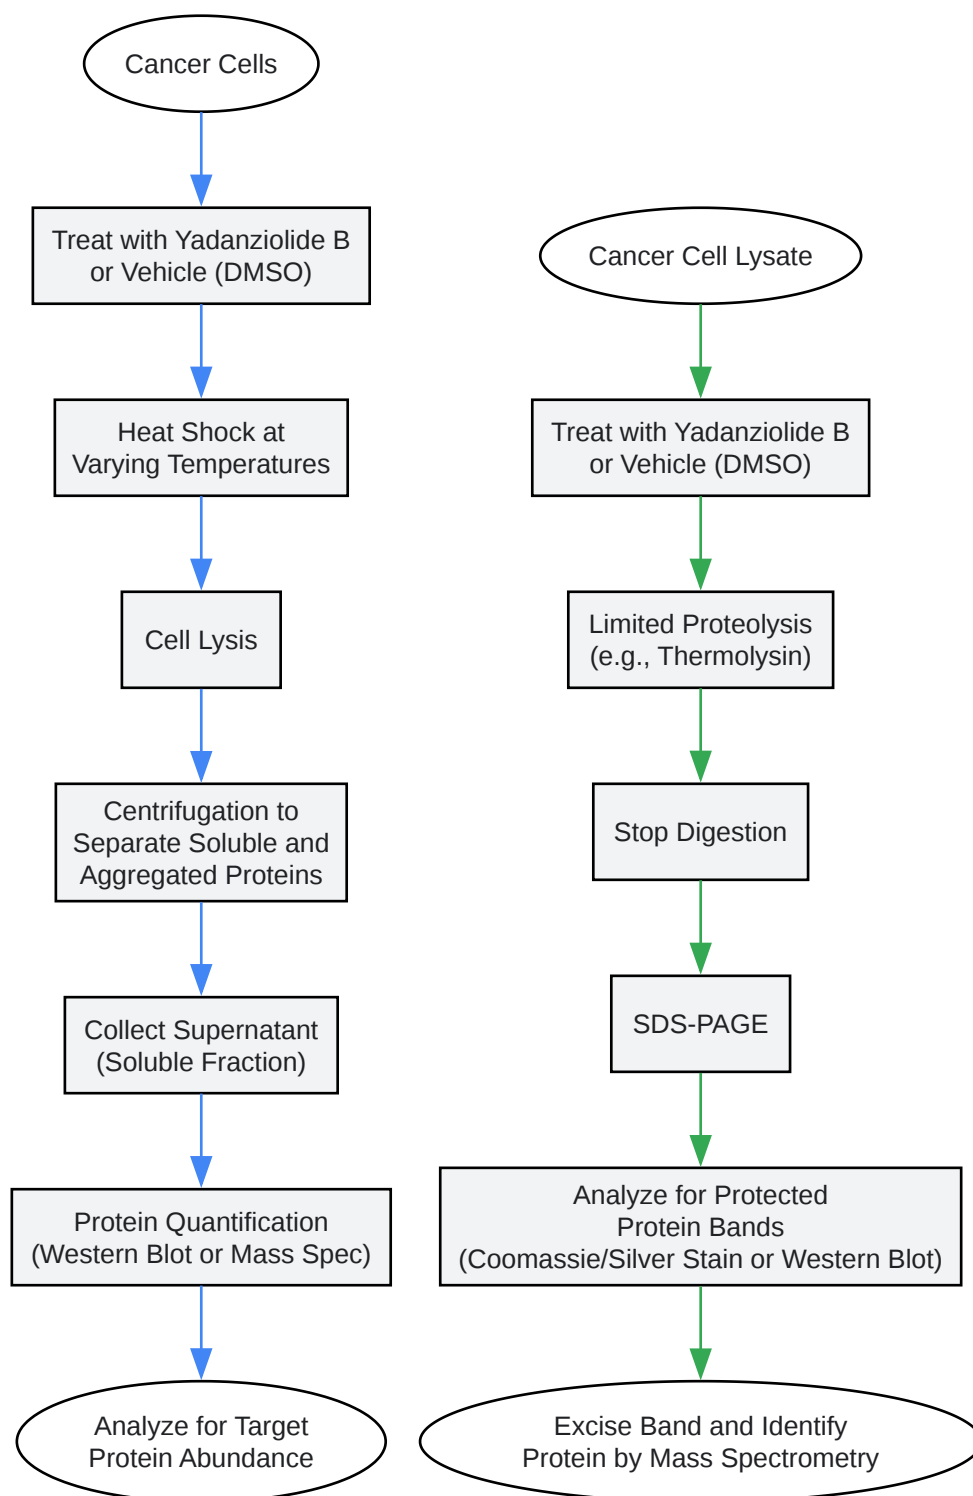 Cancer Cells
Treat with Yadanziolide B
or Vehicle (DMSO)
Heat Shock at
Varying Temperatures
Cell Lysis
Centrifugation to
Separate Soluble and
Aggregated Proteins
Collect Supernatant
(Soluble Fraction)
Protein Quantification
(Western Blot or Mass Spec)
Analyze for Target
Protein Abundance
Cancer Cell Lysate
Treat with Yadanziolide B
or Vehicle (DMSO)
Limited Proteolysis
(e.g., Thermolysin)
Stop Digestion
SDS-PAGE
Analyze for Protected
Protein Bands
(Coomassie/Silver Stain or Western Blot)
Excise Band and Identify
Protein by Mass Spectrometry